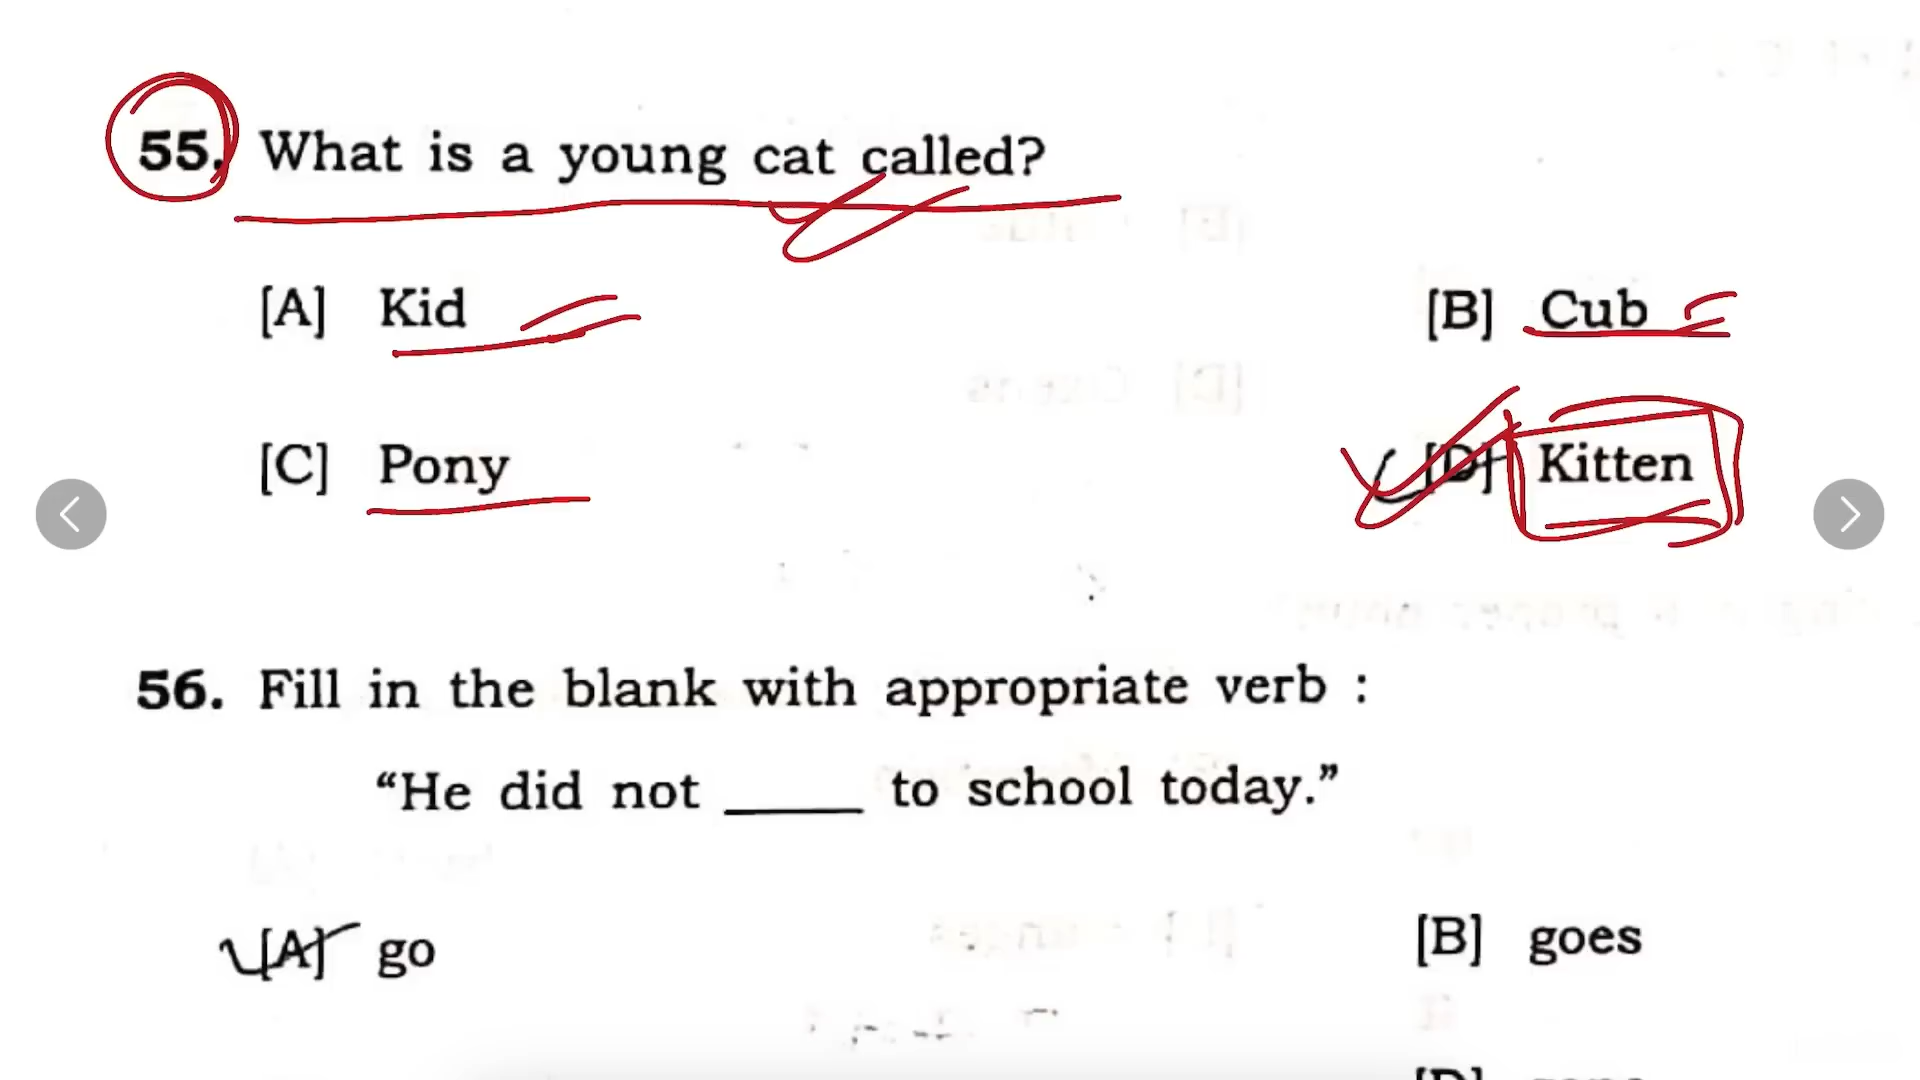 55. What is a young cat called?
[A] Kid
[B] Cub
[C] Pony
[D] Kitten
56. Fill in the blank with appropriate verb :
“He did not _____ to school today.”
[A] go
[B] goes